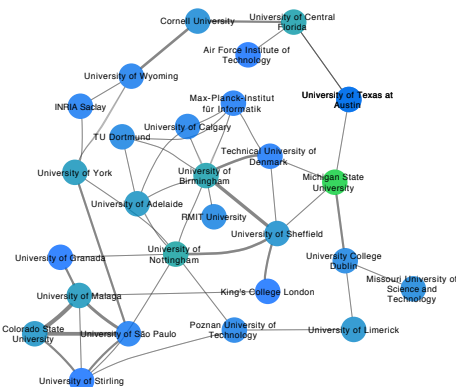 Cornell University
University of Central
Florida
Air Force Institute of
Technology
University of Wyoming
University of Texas at
Austin
INRIA Saclay
Max-Planck-Institut
für Informatik
University of Calgary
TU Dortmund
Technical University of
Denmark
University of York
University of
Birmingham
Michigan State
University
University of Adelaide
RMIT University
University of Sheffield
University of
Nottingham
University of Granada
University College
Dublin
Missouri University of
Science and
Technology
University of Malaga
King's College London
Colorado State
University
University of São Paulo
Poznan University of
Technology
University of Limerick
University of Stirling